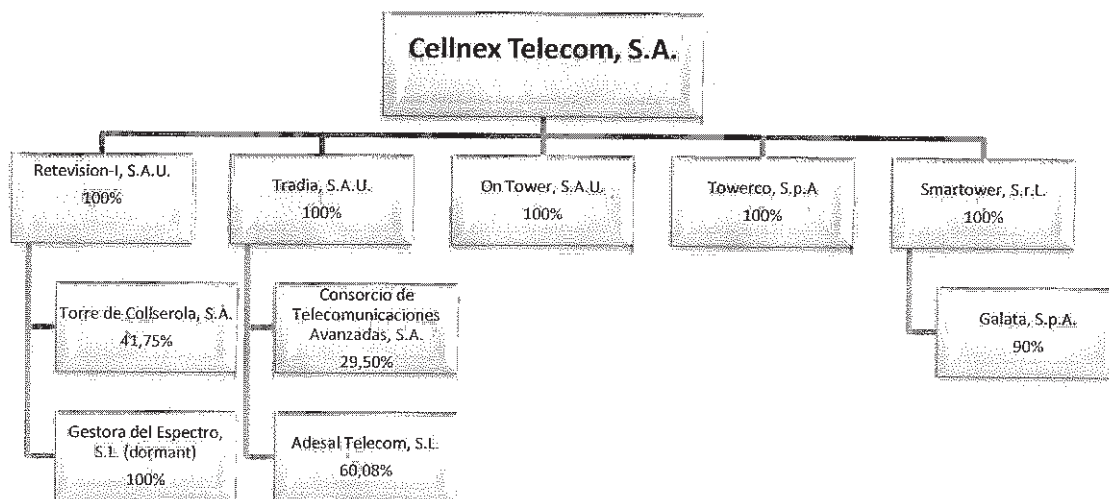 Cellnex Telecom, S.A.
Retevision-I, S.A.U.
100%
Tradia, S.A.U.
100%
On Tower, S.A.U.
100%
Towerco, S.p.A
100%
Smartower, S.r.L.
100%
Torre de Collserola, S.A.
41,75%
Consorcio de
Telecomunicaciones
Avanzadas, S.A.
29,50%
Galata, S.p.A.
90%
Gestora del Espectro,
S.L. (dormant)
100%
Adesal Telecom, S.L.
60,08%